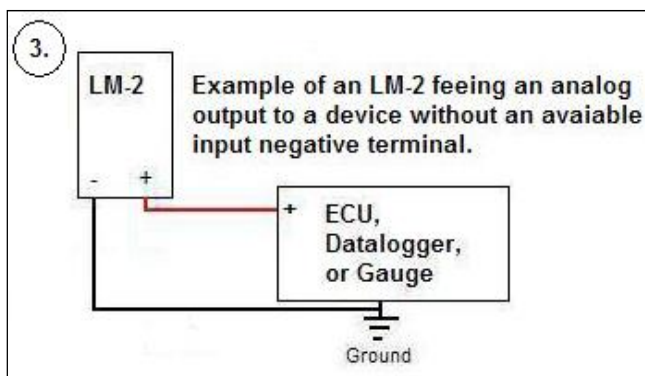 3.
LM-2
Example of an LM-2 feeing an analog
output to a device without an avaiable
input negative terminal.
- +
+ ECU,
Datalogger,
or Gauge
Ground